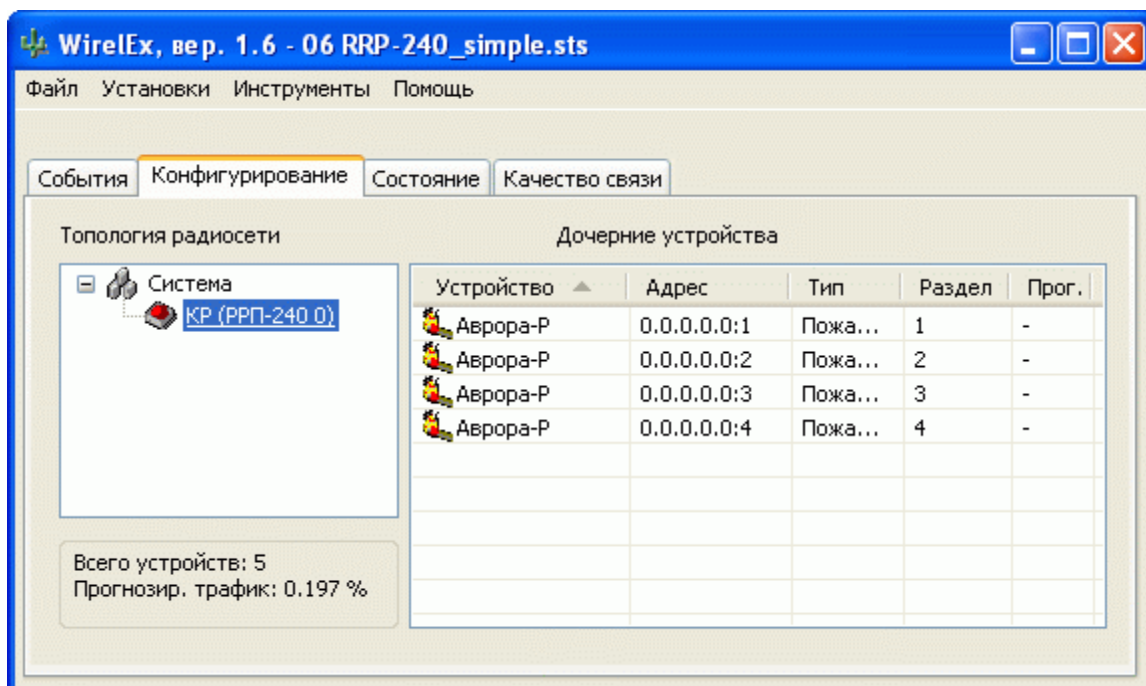 WirelEx, вер. 1.6 - 06 RRP-240_simple.sts
Файл Установки Инструменты Помощь
События Конфигурирование Состояние Качество связи
Топология радиосети
Дочерние устройства
Система
КР (РРП-240 0)
Устройство Адрес Тип Раздел Прог.
Аврора-Р 0.0.0.0.0:1 Пожа... 1 -
Аврора-Р 0.0.0.0.0:2 Пожа... 2 -
Аврора-Р 0.0.0.0.0:3 Пожа... 3 -
Аврора-Р 0.0.0.0.0:4 Пожа... 4 -
Всего устройств: 5
Прогнозир. трафик: 0.197 %